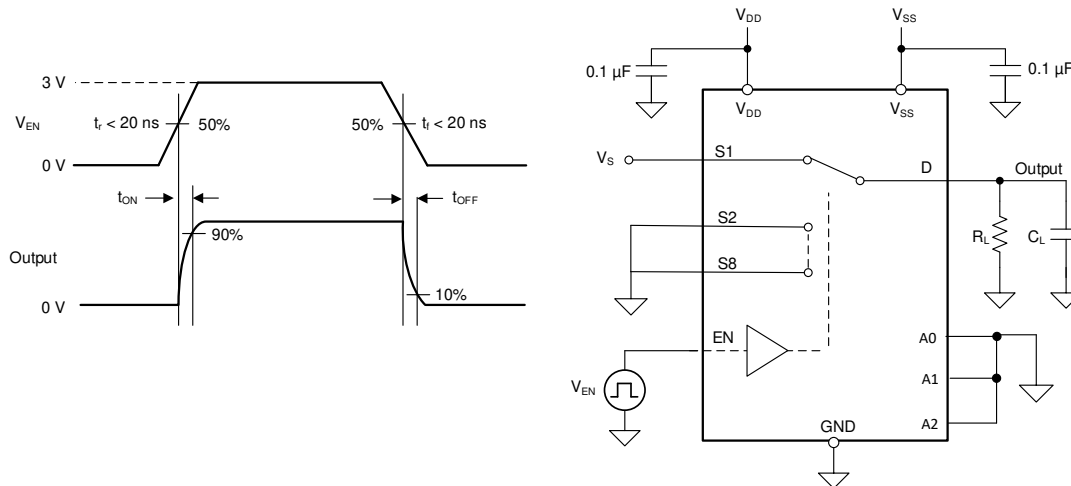 3 V
V_EN
t_r < 20 ns
50%
50%
t_f < 20 ns
0 V
t_ON
t_OFF
90%
Output
10%
0 V
V_DD
V_SS
0.1 µF
0.1 µF
V_DD
V_SS
V_S
S1
D
Output
S2
R_L
C_L
S8
EN
A0
V_EN
A1
A2
GND